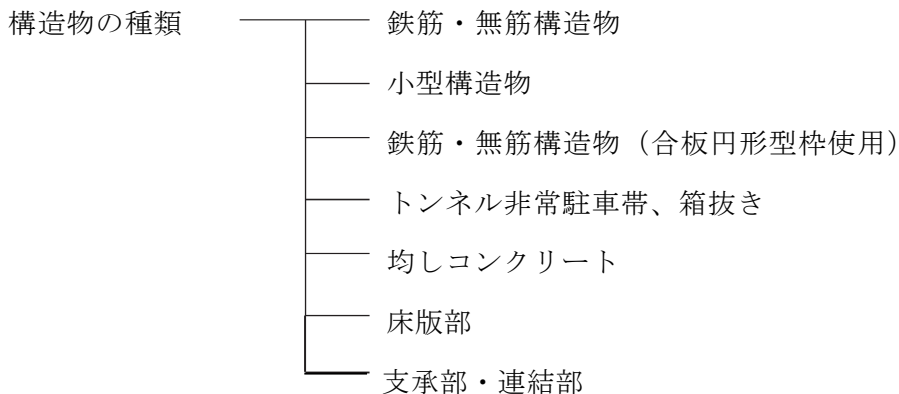 構造物の種類 鉄筋・無筋構造物
小型構造物
鉄筋・無筋構造物（合板円形型枠使用）
トンネル非常駐車帯、箱抜き
均しコンクリート
床版部
支承部・連結部